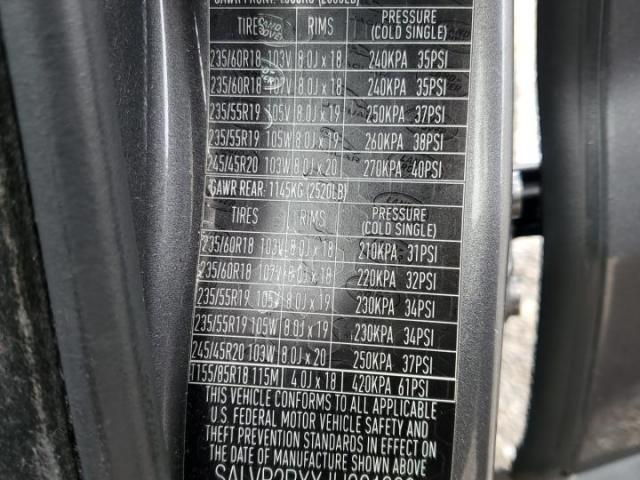 TIRES RIMS PRESSURE
(COLD SINGLE)
235/60R18 103V 8.0J x 18 240KPA 35PSI
235/60R18 107V 8.0J x 18 240KPA 35PSI
235/55R19 105V 8.0J x 19 250KPA 37PSI
235/55R19 105W 8.0J x 19 260KPA 38PSI
245/45R20 103W 8.0J x 20 270KPA 40PSI
GAWR REAR: 1145KG (2520LB)
TIRES RIMS PRESSURE
(COLD SINGLE)
235/60R18 103V 8.0J x 18 210KPA 31PSI
235/60R18 107V 8.0J x 18 220KPA 32PSI
235/55R19 105V 8.0J x 19 230KPA 34PSI
235/55R19 105W 8.0J x 19 230KPA 34PSI
245/45R20 103W 8.0J x 20 250KPA 37PSI
T155/85R18 115M 4.0J x 18 420KPA 61PSI
THIS VEHICLE CONFORMS TO ALL APPLICABLE
U.S. FEDERAL MOTOR VEHICLE SAFETY AND
THEFT PREVENTION STANDARDS IN EFFECT ON
THE DATE OF MANUFACTURE SHOWN ABOVE